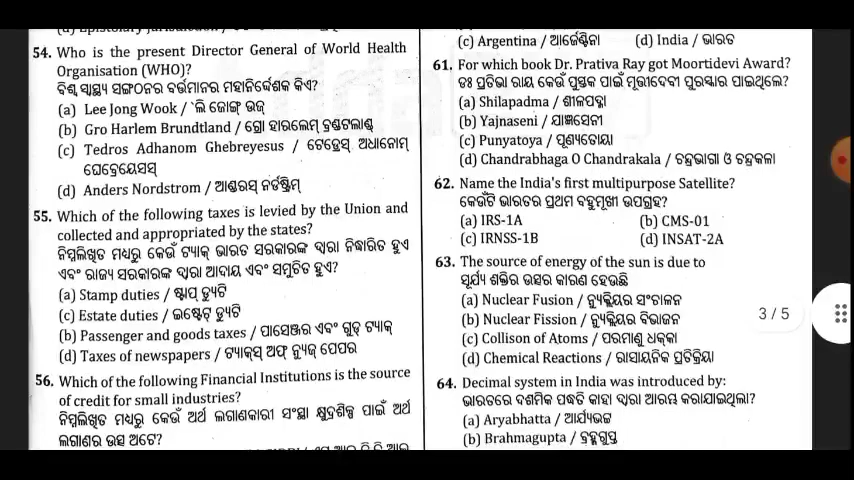 54. Who is the present Director General of World Health
Organisation (WHO)?
ବିଶ୍ୱ ସ୍ୱାସ୍ଥ୍ୟ ସଙ୍ଗଠନର ବର୍ତ୍ତମାନର ମହାନିର୍ଦ୍ଦେଶକ କିଏ?
(a) Lee Jong Wook / 'ଲି ଜୋଙ୍ଗ୍ ଉଜ୍
(b) Gro Harlem Brundtland / ଗ୍ରୋ ହାରଲେମ୍ ବ୍ରଣ୍ଡଟଲାଣ୍ଡ
(c) Tedros Adhanom Ghebreyesus / ଟେଡ୍ରେସ୍ ଅଧାନୋମ୍
ଘେବ୍ରେୟେସସ୍
(d) Anders Nordstrom / ଆଣ୍ଡରସ୍ ନର୍ଡଷ୍ଟ୍ରିମ୍
55. Which of the following taxes is levied by the Union and
collected and appropriated by the states?
ନିମ୍ନଲିଖିତ ମଧ୍ୟରୁ କେଉଁ ଟ୍ୟାକ୍ ଭାରତ ସରକାରଙ୍କ ଦ୍ୱାରା ନିର୍ଦ୍ଧାରିତ ହୁଏ
ଏବଂ ରାଜ୍ୟ ସରକାରଙ୍କ ଦ୍ୱାରା ଆଦାୟ ଏବଂ ସମୁଚିତ ହୁଏ?
(a) Stamp duties / ଷ୍ଟାମ୍ପ୍ ଡ୍ୟୁଟି
(c) Estate duties / ଇଷ୍ଟେଟ୍ ଡ୍ୟୁଟି
(b) Passenger and goods taxes / ପାସେଞ୍ଜର ଏବଂ ଗୁଡ୍ ଟ୍ୟାକ୍
(d) Taxes of newspapers / ଟ୍ୟାକ୍ସ୍ ଅଫ୍ ନ୍ୟୁଜ୍ ପେପର
56. Which of the following Financial Institutions is the source
of credit for small industries?
ନିମ୍ନଲିଖିତ ମଧ୍ୟରୁ କେଉଁ ଅର୍ଥ ଲଗାଣକାରୀ ସଂସ୍ଥା କ୍ଷୁଦ୍ରଶିଳ୍ପ ପାଇଁ ଅର୍ଥ
ଲଗାଣର ଉତ୍ସ ଅଟେ?
(c) Argentina / ଆର୍ଜେଣ୍ଟିନା (d) India / ଭାରତ
61. For which book Dr. Prativa Ray got Moortidevi Award?
ଡଃ ପ୍ରତିଭା ରାୟ କେଉଁ ପୁସ୍ତକ ପାଇଁ ମୂର୍ତ୍ତୀଦେବୀ ପୁରସ୍କାର ପାଇଥିଲେ?
(a) Shilapadma / ଶୀଳପଦ୍ମା
(b) Yajnaseni / ଯାଜ୍ଞସେନୀ
(c) Punyatoya / ପୂଣ୍ୟତୋୟା
(d) Chandrabhaga O Chandrakala / ଚନ୍ଦ୍ରଭାଗା ଓ ଚନ୍ଦ୍ରକଳା
62. Name the India's first multipurpose Satellite?
କେଉଁଟି ଭାରତର ପ୍ରଥମ ବହୁମୂଖୀ ଉପଗ୍ରହ?
(a) IRS-1A (b) CMS-01
(c) IRNSS-1B (d) INSAT-2A
63. The source of energy of the sun is due to
ସୂର୍ଯ୍ୟ ଶକ୍ତିର ଉତ୍ସର କାରଣ ହେଉଛି
(a) Nuclear Fusion / ନ୍ୟୁକ୍ଲିୟର ସଂଚାଳନ
(b) Nuclear Fission / ନ୍ୟୁକ୍ଲିୟର ବିଭାଜନ
(c) Collison of Atoms / ପରମାଣୁ ଧକ୍କା
(d) Chemical Reactions / ରାସାୟନିକ ପ୍ରତିକ୍ରିୟା
3 / 5
64. Decimal system in India was introduced by:
ଭାରତରେ ଦଶମିକ ପଦ୍ଧତି କାହା ଦ୍ୱାରା ଆରମ୍ଭ କରାଯାଇଥିଲା?
(a) Aryabhatta / ଆର୍ଯ୍ୟଭଟ୍ଟ
(b) Brahmagupta / ବ୍ରହ୍ମଗୁପ୍ତ